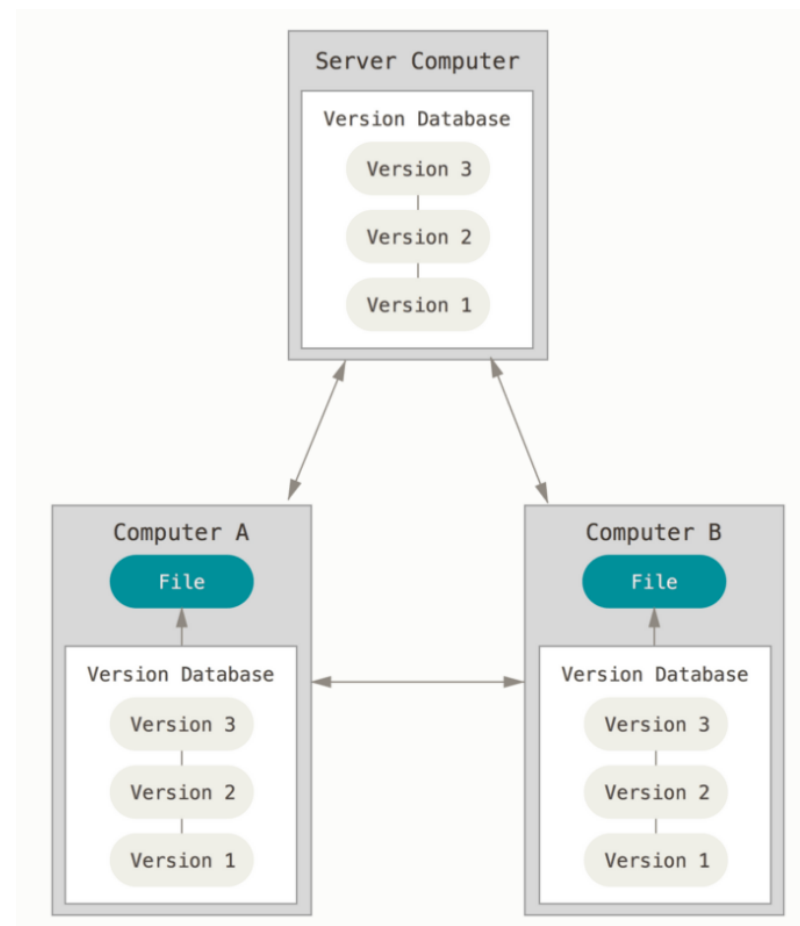 Server Computer
Version Database
Version 3
Version 2
Version 1
Computer A
File
Version Database
Version 3
Version 2
Version 1
Computer B
File
Version Database
Version 3
Version 2
Version 1